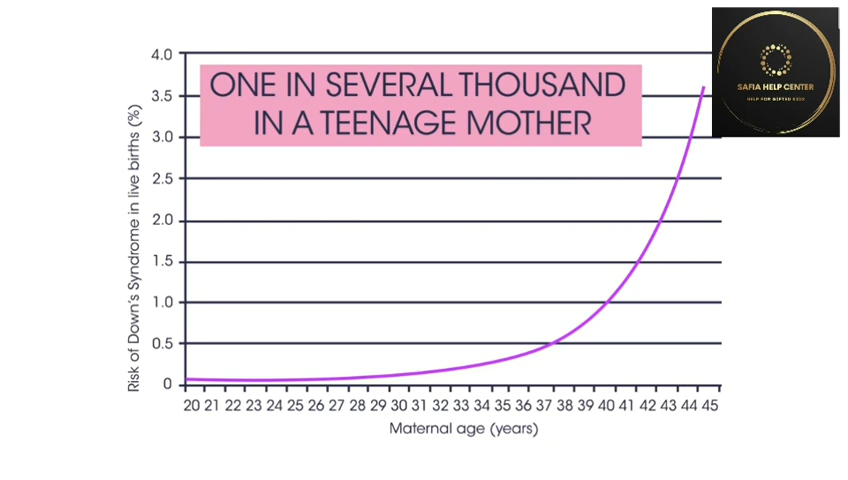 ONE IN SEVERAL THOUSAND
IN A TEENAGE MOTHER
SAFIA HELP CENTER
4.0
3.5
3.0
2.5
2.0
1.5
1.0
0.5
0
Risk of Down's Syndrome in live births (%)
20 21 22 23 24 25 26 27 28 29 30 31 32 33 34 35 36 37 38 39 40 41 42 43 44 45
Maternal age (years)